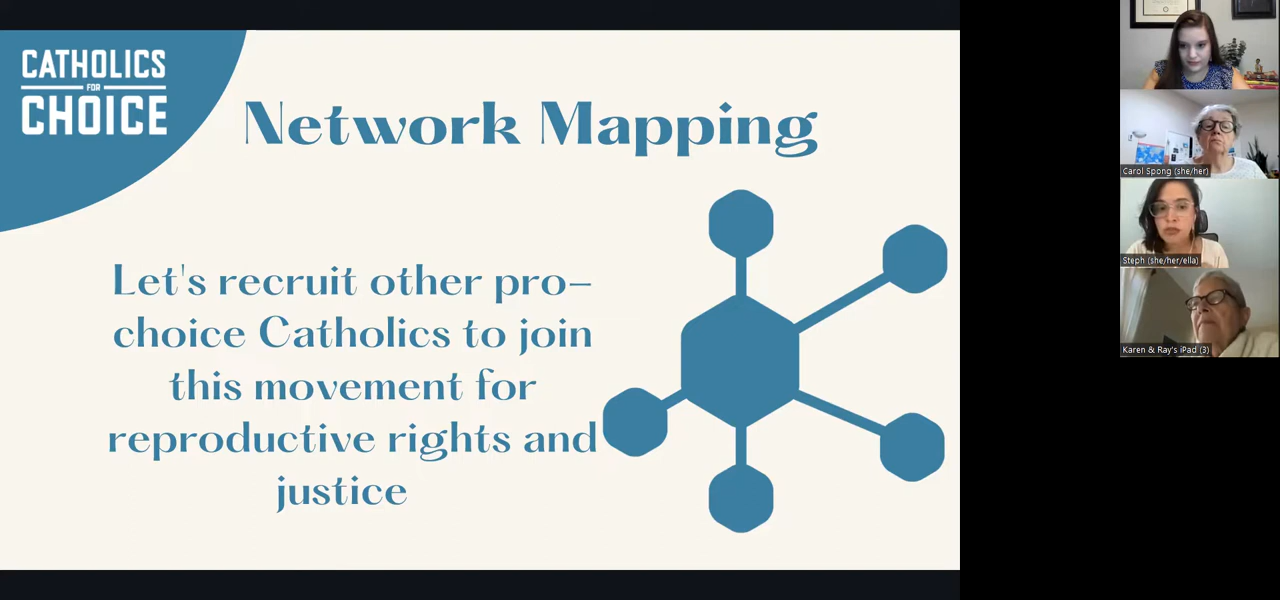 CATHOLICS
FOR
CHOICE
Network Mapping
Let's recruit other pro-
choice Catholics to join
this movement for
reproductive rights and
justice
Carol Spong (she/her)
Steph (she/her/ella)
Karen & Ray's iPad (3)